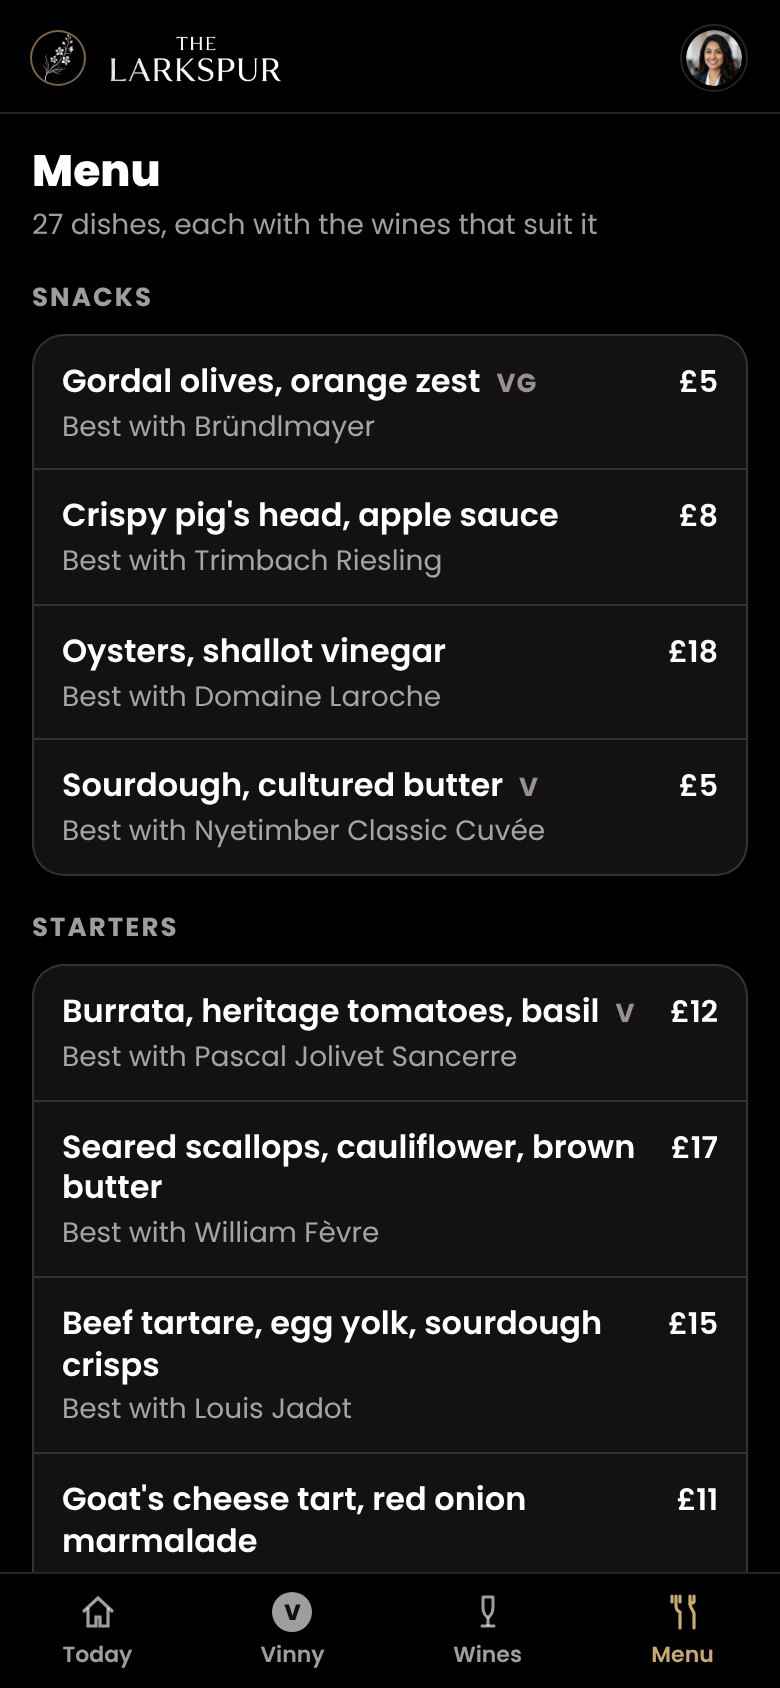 THE
LARKSPUR
Menu
27 dishes, each with the wines that suit it
SNACKS
Gordal olives, orange zest VG £5
Best with Bründlmayer
Crispy pig's head, apple sauce £8
Best with Trimbach Riesling
Oysters, shallot vinegar £18
Best with Domaine Laroche
Sourdough, cultured butter V £5
Best with Nyetimber Classic Cuvée
STARTERS
Burrata, heritage tomatoes, basil V £12
Best with Pascal Jolivet Sancerre
Seared scallops, cauliflower, brown £17
butter
Best with William Fèvre
Beef tartare, egg yolk, sourdough £15
crisps
Best with Louis Jadot
Goat's cheese tart, red onion £11
marmalade
V
Today Vinny Wines Menu